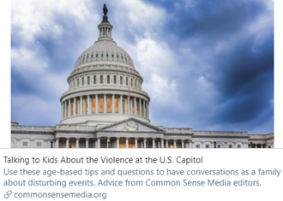 Talking to Kids About the Violence at the U.S. Capitol
Use these age-based tips and questions to have conversations as a family
about disturbing events. Advice from Common Sense Media editors.
commonsensemedia.org